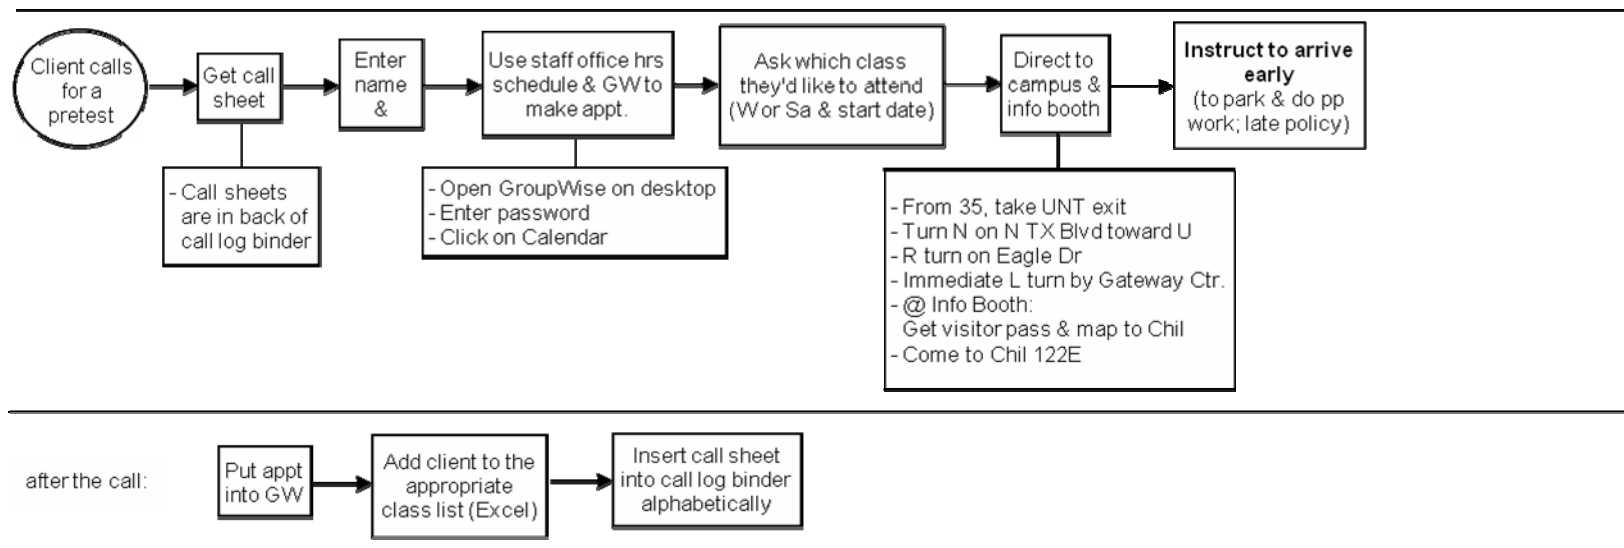 Client calls
for a
pretest
Get call
sheet
Enter
name
&
Use staff office hrs
schedule & GW to
make appt.
Ask which class
they'd like to attend
(W or Sa & start date)
Direct to
campus &
info booth
Instruct to arrive
early
(to park & do pp
work; late policy)
- Call sheets
are in back of
call log binder
- Open GroupWise on desktop
- Enter password
- Click on Calendar
- From 35, take UNT exit
- Turn N on N TX Blvd toward U
- R turn on Eagle Dr
- Immediate L turn by Gateway Ctr.
- @ Info Booth:
Get visitor pass & map to Chil
- Come to Chil 122E
after the call:
Put appt
into GW
Add client to the
appropriate
class list (Excel)
Insert call sheet
into call log binder
alphabetically